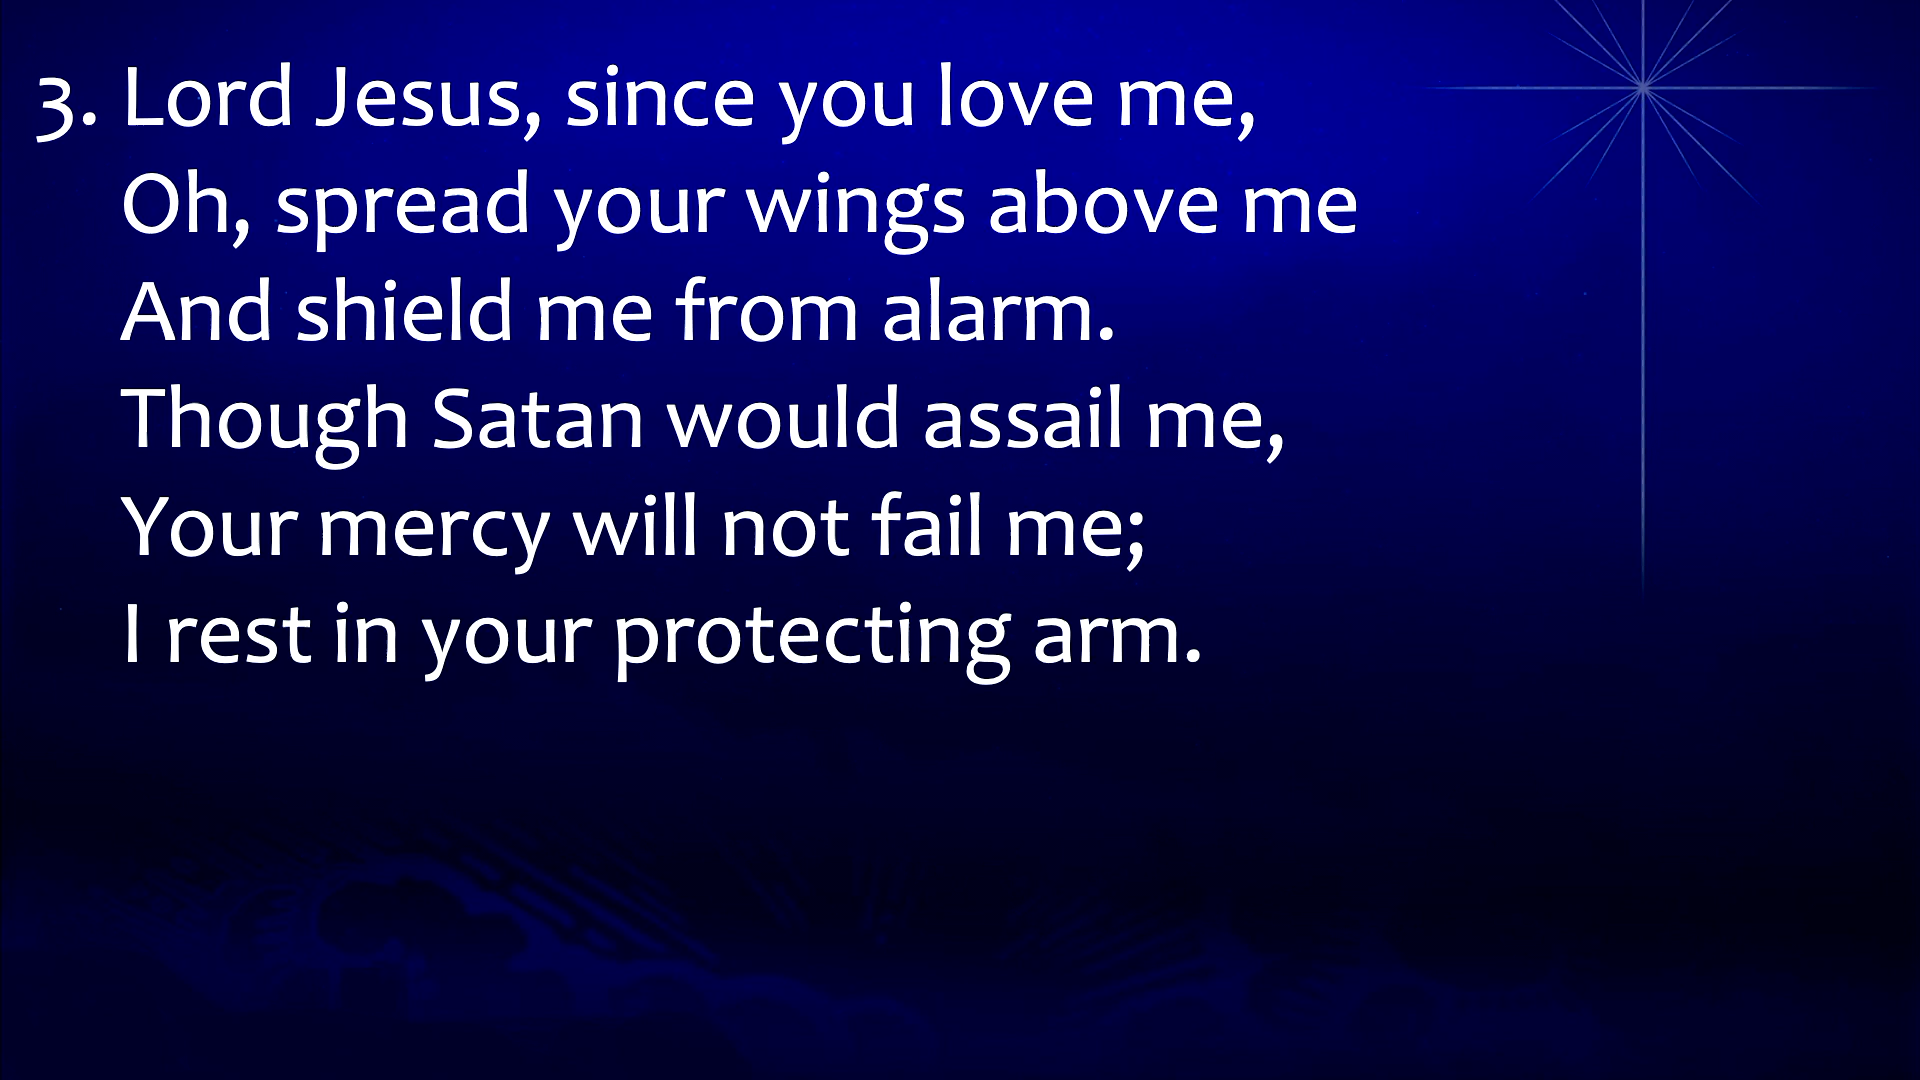 3. Lord Jesus, since you love me,
Oh, spread your wings above me
And shield me from alarm.
Though Satan would assail me,
Your mercy will not fail me;
I rest in your protecting arm.